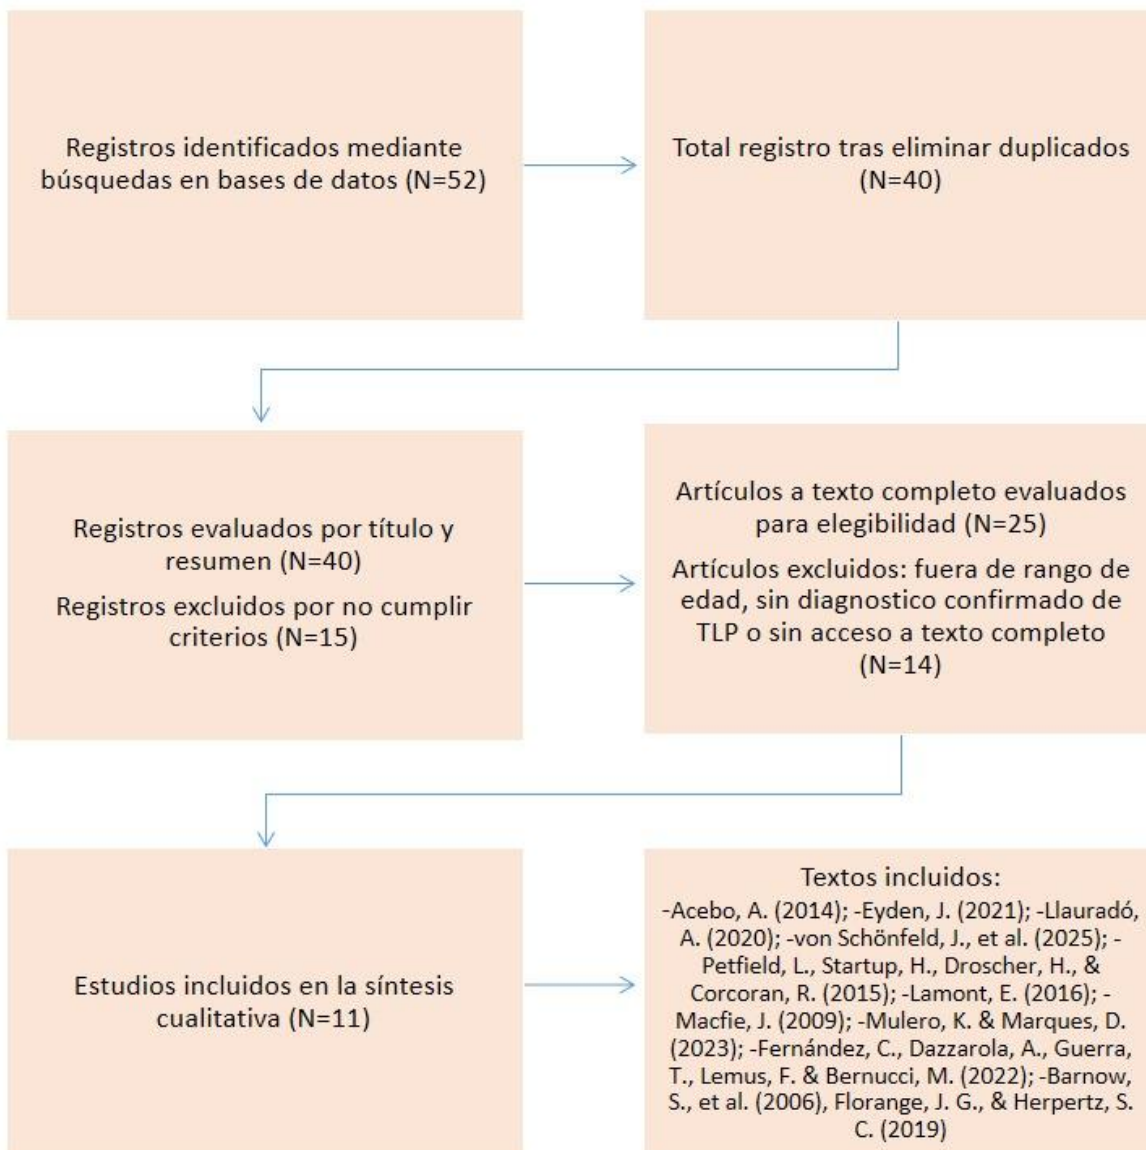 Registros identificados mediante
búsquedas en bases de datos (N=52)
Total registro tras eliminar duplicados
(N=40)
Registros evaluados por título y
resumen (N=40)
Registros excluidos por no cumplir
criterios (N=15)
Artículos a texto completo evaluados
para elegibilidad (N=25)
Artículos excluidos: fuera de rango de
edad, sin diagnostico confirmado de
TLP o sin acceso a texto completo
(N=14)
Estudios incluidos en la síntesis
cualitativa (N=11)
Textos incluidos:
-Acebo, A. (2014); -Eyden, J. (2021); -Llauradó,
A. (2020); -von Schönfeld, J., et al. (2025); -
Petfield, L., Startup, H., Droscher, H., &
Corcoran, R. (2015); -Lamont, E. (2016); -
Macfie, J. (2009); -Mulero, K. & Marques, D.
(2023); -Fernández, C., Dazzarola, A., Guerra,
T., Lemus, F. & Bernucci, M. (2022); -Barnow,
S., et al. (2006), Florange, J. G., & Herpertz, S.
C. (2019)